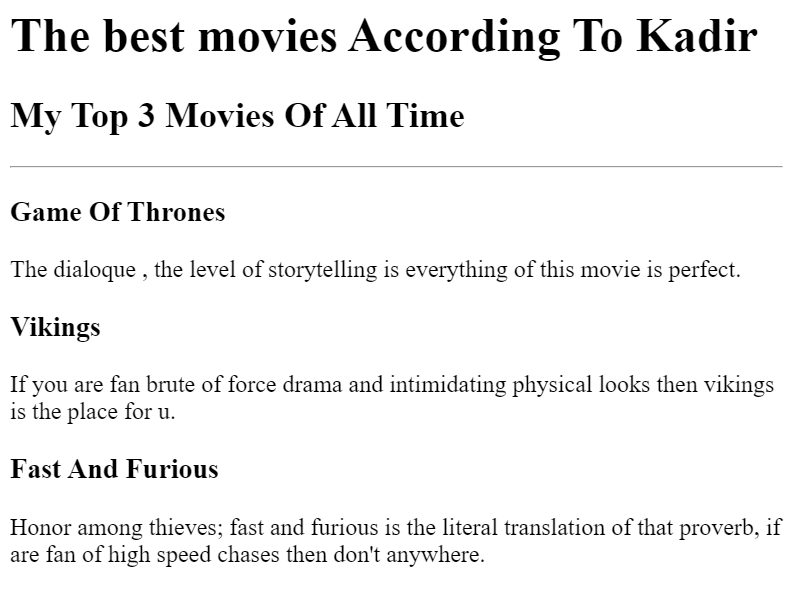 The best movies According To Kadir
My Top 3 Movies Of All Time
Game Of Thrones
The dialoque , the level of storytelling is everything of this movie is perfect.
Vikings
If you are fan brute of force drama and intimidating physical looks then vikings
is the place for u.
Fast And Furious
Honor among thieves; fast and furious is the literal translation of that proverb, if
are fan of high speed chases then don't anywhere.